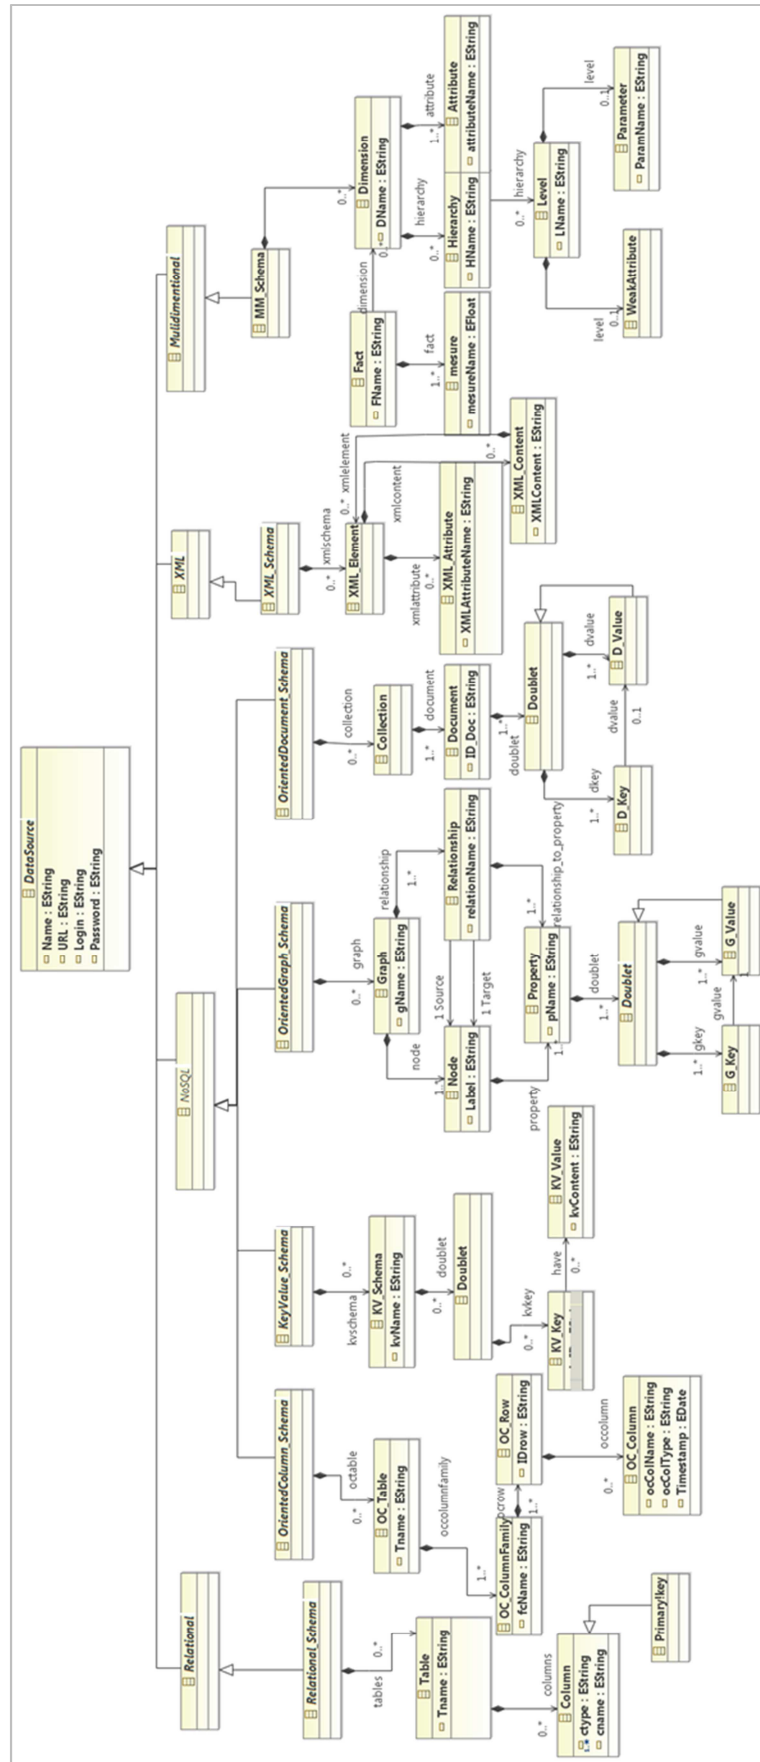 DataSource
Name : EString
URL : EString
Login : EString
Password : EString
Relational
NoSQL
XML
Mulidimentional
Relational_Schema
tables
0..*
Table
Tname : EString
columns
0..*
Column
1..*
ctype : EString
cname : EString
Primary!key
OrientedColumn_Schema
octable
0..*
OC_Table
Tname : EString
occolumnfamily
1..*
OC_ColumnFamily
fcName : EString
ocrow
1..*
OC_Row
IDrow : EString
occolumn
0..*
OC_Column
ocColName : EString
ocColType : EString
Timestamp : EDate
KeyValue_Schema
kvschema
0..*
KV_Schema
kvName : EString
doublet
0..*
Doublet
kvkey
0..*
KV_Key
have
0..*
KV_Value
kvContent : EString
OrientedGraph_Schema
graph
0..*
Graph
gName : EString
node
1..*
relationship
1..*
Node
Label : EString
1 Source
1 Target
Relationship
relationName : EString
property
1..*
relationship_to_property
1..*
Property
pName : EString
doublet
1..*
Doublet
gkey
1..*
gvalue
1..*
G_Key
gvalue
1
G_Value
OrientedDocument_Schema
collection
0..*
Collection
document
1..*
Document
ID_Doc : EString
doublet
1..*
Doublet
dkey
1..*
dvalue
1..*
D_Key
dvalue
0..1
D_Value
XML_Schema
xmlschema
0..*
XML_Element
xmlelement
0..*
xmlcontent
0..*
xmlattribute
0..*
XML_Attribute
XMLAttributeName : EString
XML_Content
XMLContent : EString
MM_Schema
0..*
Fact
FName : EString
dimension
0..*
Dimension
DName : EString
fact
1..*
mesure
mesureName : EFloat
hierarchy
0..*
attribute
1..*
Hierarchy
HName : EString
Attribute
attributeName : EString
hierarchy
0..*
Level
LName : EString
level
0..1
WeakAttribute
level
0..1
Parameter
ParamName : EString